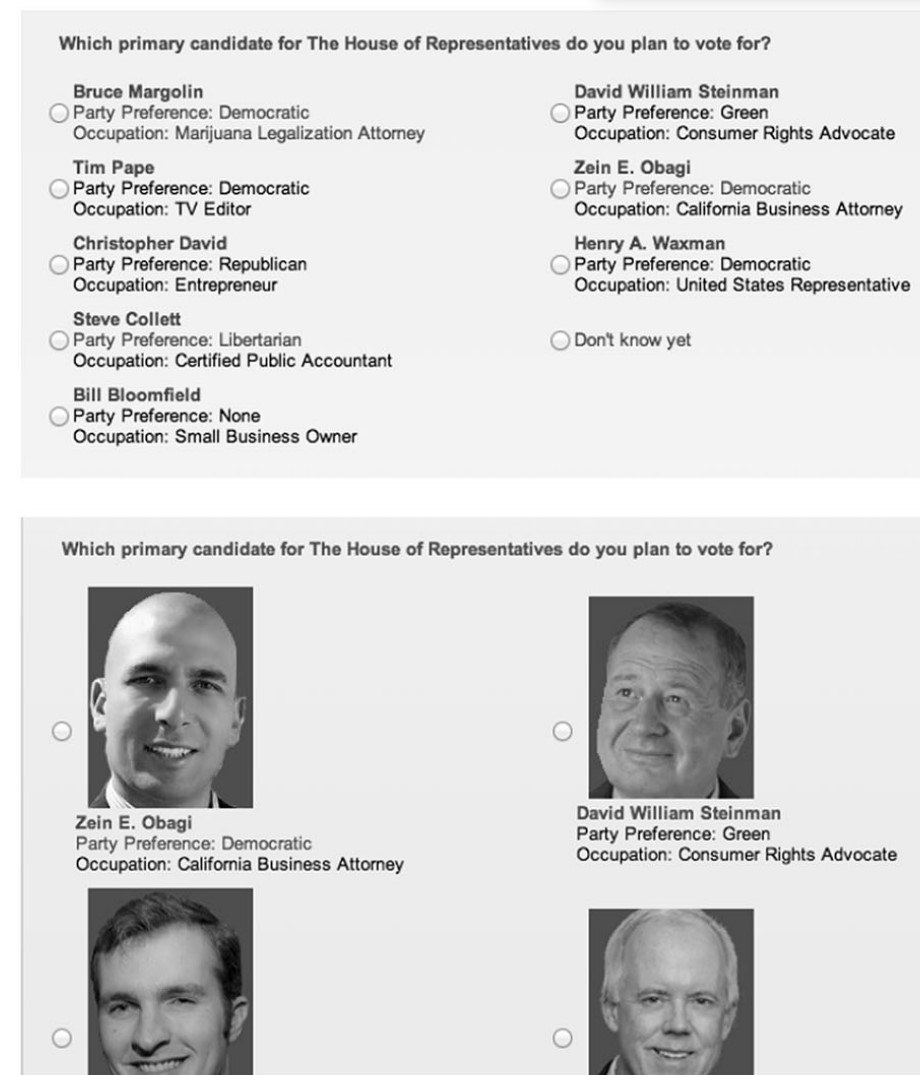 Which primary candidate for The House of Representatives do you plan to vote for?
Bruce Margolin
Party Preference: Democratic
Occupation: Marijuana Legalization Attorney
Tim Pape
Party Preference: Democratic
Occupation: TV Editor
Christopher David
Party Preference: Republican
Occupation: Entrepreneur
Steve Collett
Party Preference: Libertarian
Occupation: Certified Public Accountant
Bill Bloomfield
Party Preference: None
Occupation: Small Business Owner
David William Steinman
Party Preference: Green
Occupation: Consumer Rights Advocate
Zein E. Obagi
Party Preference: Democratic
Occupation: California Business Attorney
Henry A. Waxman
Party Preference: Democratic
Occupation: United States Representative
Don't know yet
Which primary candidate for The House of Representatives do you plan to vote for?
Zein E. Obagi
Party Preference: Democratic
Occupation: California Business Attorney
David William Steinman
Party Preference: Green
Occupation: Consumer Rights Advocate